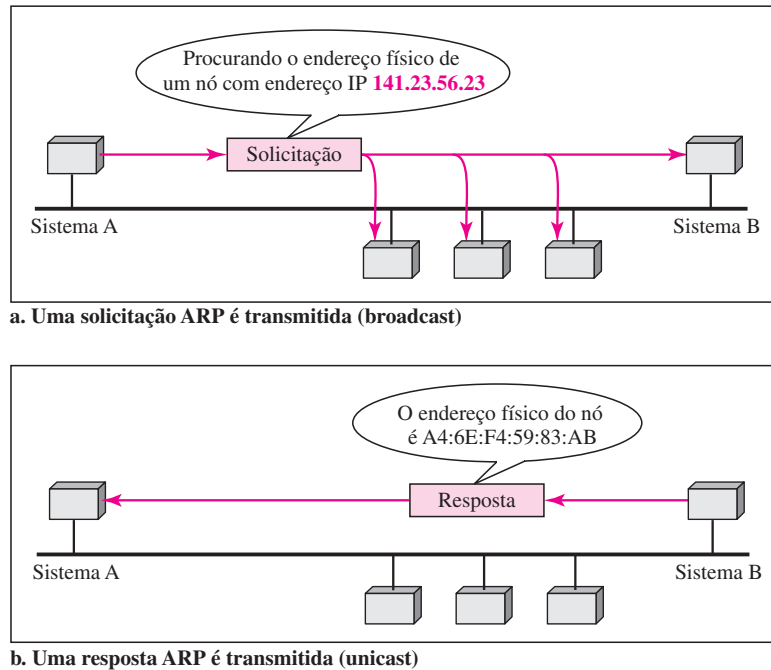 Procurando o endereço físico de
um nó com endereço IP 141.23.56.23
Solicitação
Sistema A
Sistema B
a. Uma solicitação ARP é transmitida (broadcast)
O endereço físico do nó
é A4:6E:F4:59:83:AB
Resposta
Sistema A
Sistema B
b. Uma resposta ARP é transmitida (unicast)